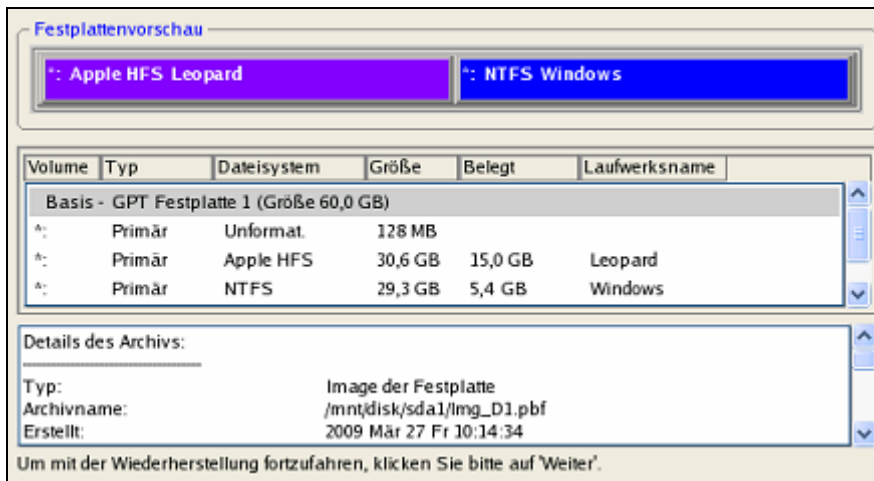 Festplattenvorschau
*: Apple HFS Leopard *: NTFS Windows
Volume Typ Dateisystem Größe Belegt Laufwerksname
Basis - GPT Festplatte 1 (Größe 60,0 GB)
*: Primär Unformat. 128 MB
*: Primär Apple HFS 30,6 GB 15,0 GB Leopard
*: Primär NTFS 29,3 GB 5,4 GB Windows
Details des Archivs:
Typ: Image der Festplatte
Archivname: /mnt/disk/sda1/Img_D1.pbf
Erstellt: 2009 Mär 27 Fr 10:14:34
Um mit der Wiederherstellung fortzufahren, klicken Sie bitte auf 'Weiter'.